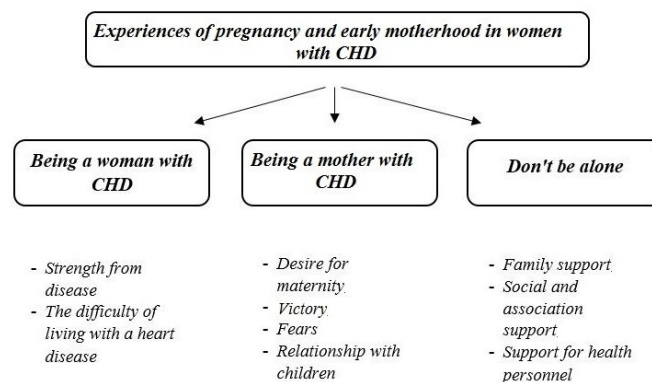 Experiences of pregnancy and early motherhood in women
with CHD
Being a woman with
CHD
Being a mother with
CHD
Don't be alone
- Strength from
disease
- The difficulty of
living with a heart
disease
- Desire for
maternity
- Victory
- Fears
- Relationship with
children
- Family support
- Social and
association
support
- Support for health
personnel